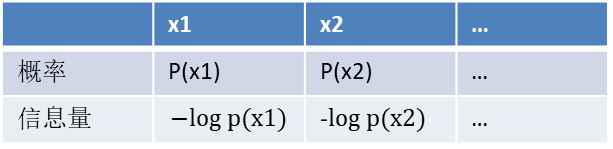 x1 x2 ...
概率 P(x1) P(x2) ...
信息量 −log p(x1) -log p(x2) ...